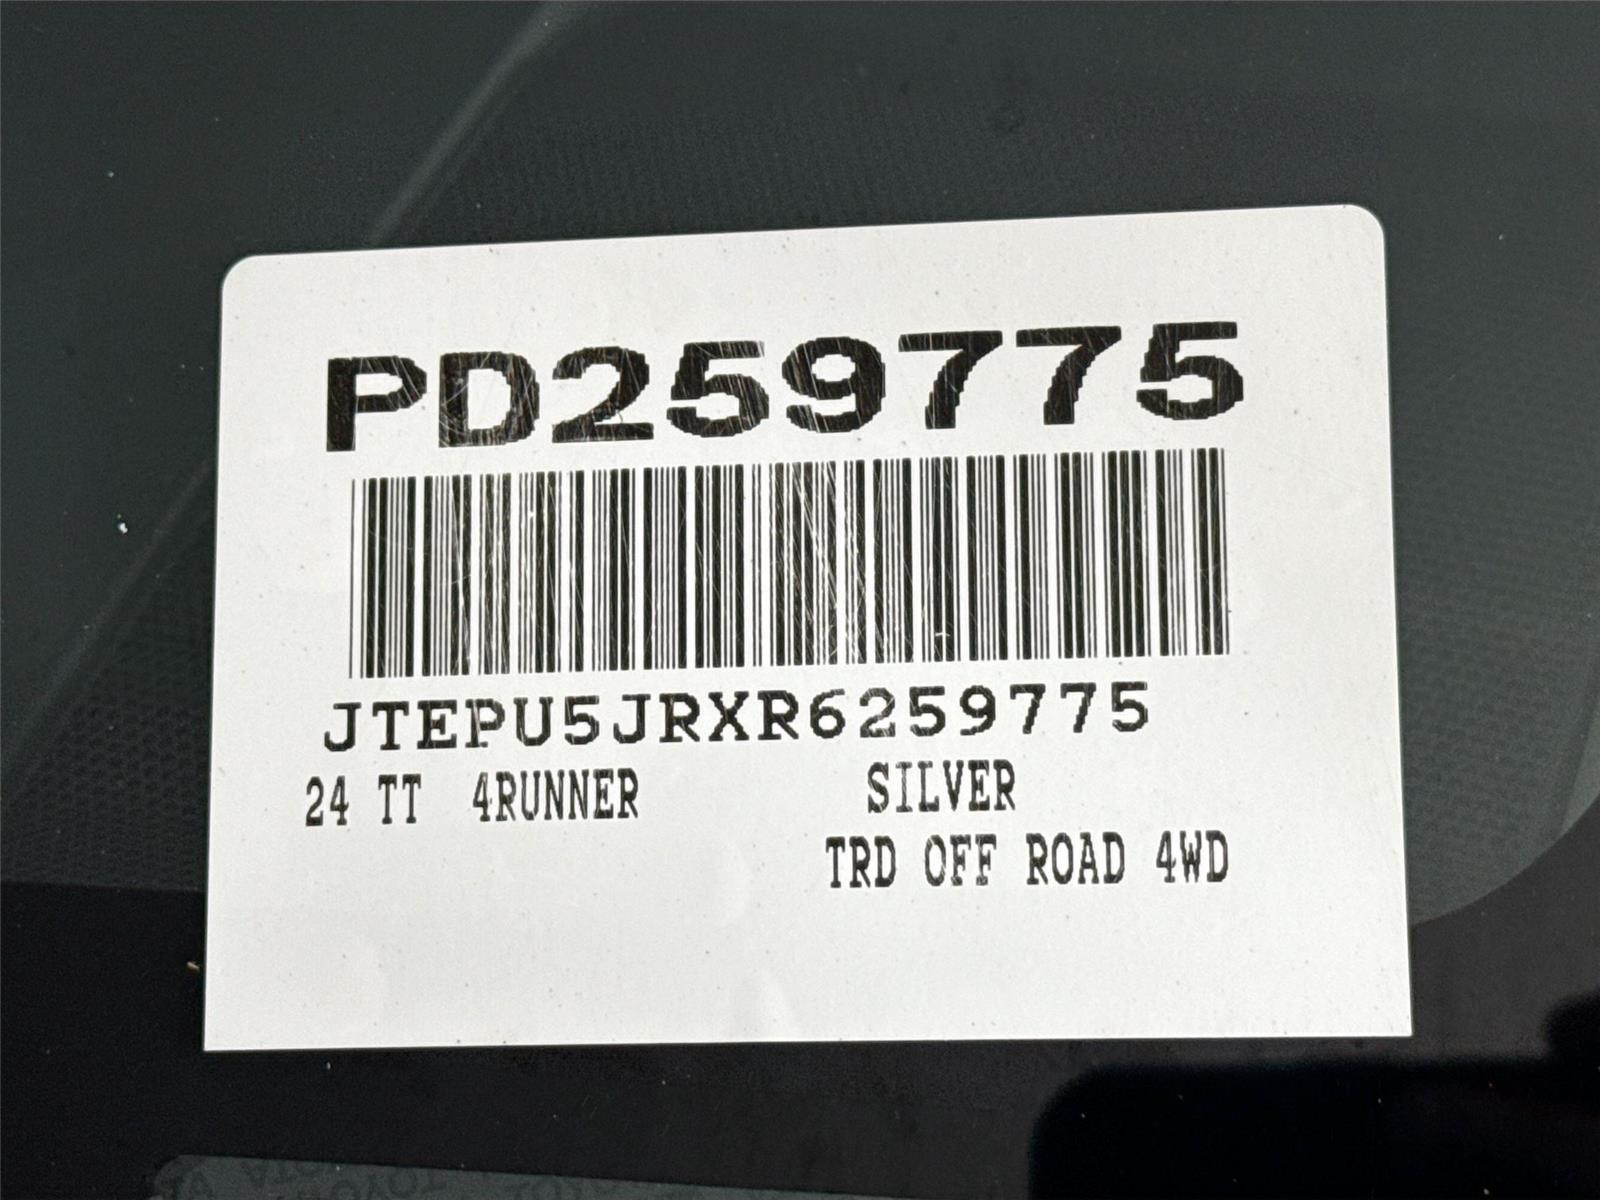 PD259775
JTEPU5JRXR6259775
24 TT 4RUNNER SILVER
TRD OFF ROAD 4WD